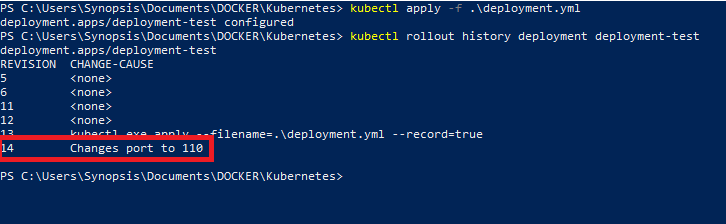 PS C:\Users\Synopsis\Documents\DOCKER\Kubernetes> kubectl apply -f .\deployment.yml
deployment.apps/deployment-test configured
PS C:\Users\Synopsis\Documents\DOCKER\Kubernetes> kubectl rollout history deployment deployment-test
deployment.apps/deployment-test
REVISION CHANGE-CAUSE
5 <none>
6 <none>
11 <none>
12 <none>
13 kubectl.exe apply --filename=.\deployment.yml --record=true
14 Changes port to 110
PS C:\Users\Synopsis\Documents\DOCKER\Kubernetes>